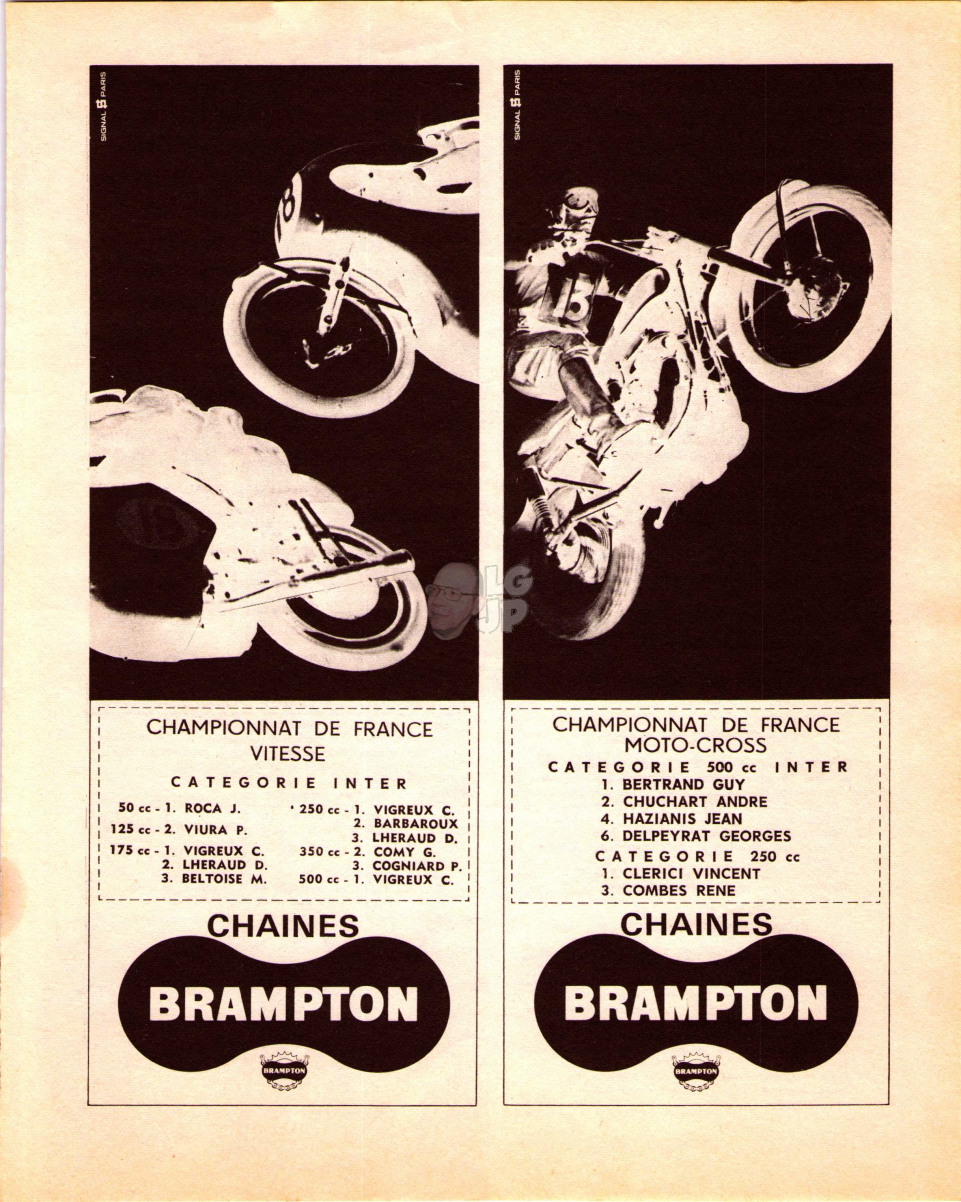 SIGNAL PARIS
8
CHAMPIONNAT DE FRANCE
VITESSE
CATEGORIE INTER
50 cc - 1. ROCA J.
125 cc - 2. VIURA P.
175 cc - 1. VIGREUX C.
2. LHERAUD D.
3. BELTOISE M.
250 cc - 1. VIGREUX C.
2. BARBAROUX
3. LHERAUD D.
350 cc - 2. COMY G.
3. COGNIARD P.
500 cc - 1. VIGREUX C.
CHAINES
BRAMPTON
BRAMPTON
SIGNAL PARIS
13
LG
JP
CHAMPIONNAT DE FRANCE
MOTO-CROSS
CATEGORIE 500 cc INTER
1. BERTRAND GUY
2. CHUCHART ANDRE
4. HAZIANIS JEAN
6. DELPEYRAT GEORGES
CATEGORIE 250 cc
1. CLERICI VINCENT
3. COMBES RENE
CHAINES
BRAMPTON
BRAMPTON